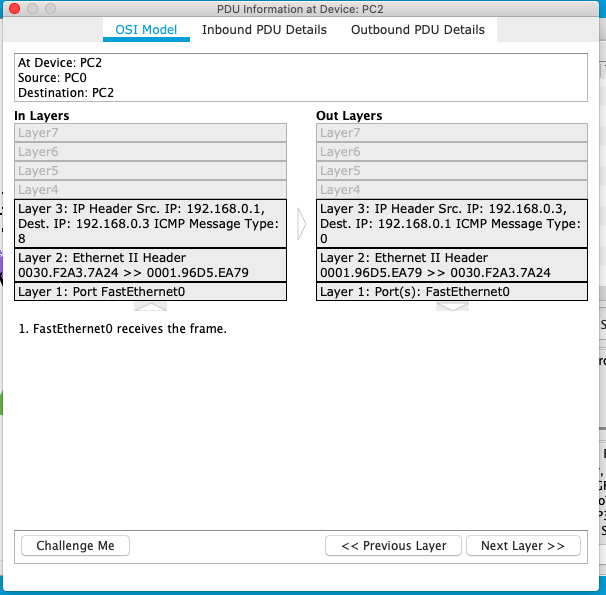 PDU Information at Device: PC2
OSI Model Inbound PDU Details Outbound PDU Details
At Device: PC2
Source: PC0
Destination: PC2
In Layers
Layer7
Layer6
Layer5
Layer4
Layer 3: IP Header Src. IP: 192.168.0.1,
Dest. IP: 192.168.0.3 ICMP Message Type:
8
Layer 2: Ethernet II Header
0030.F2A3.7A24 >> 0001.96D5.EA79
Layer 1: Port FastEthernet0
Out Layers
Layer7
Layer6
Layer5
Layer4
Layer 3: IP Header Src. IP: 192.168.0.3,
Dest. IP: 192.168.0.1 ICMP Message Type:
0
Layer 2: Ethernet II Header
0001.96D5.EA79 >> 0030.F2A3.7A24
Layer 1: Port(s): FastEthernet0
1. FastEthernet0 receives the frame.
Challenge Me << Previous Layer Next Layer >>